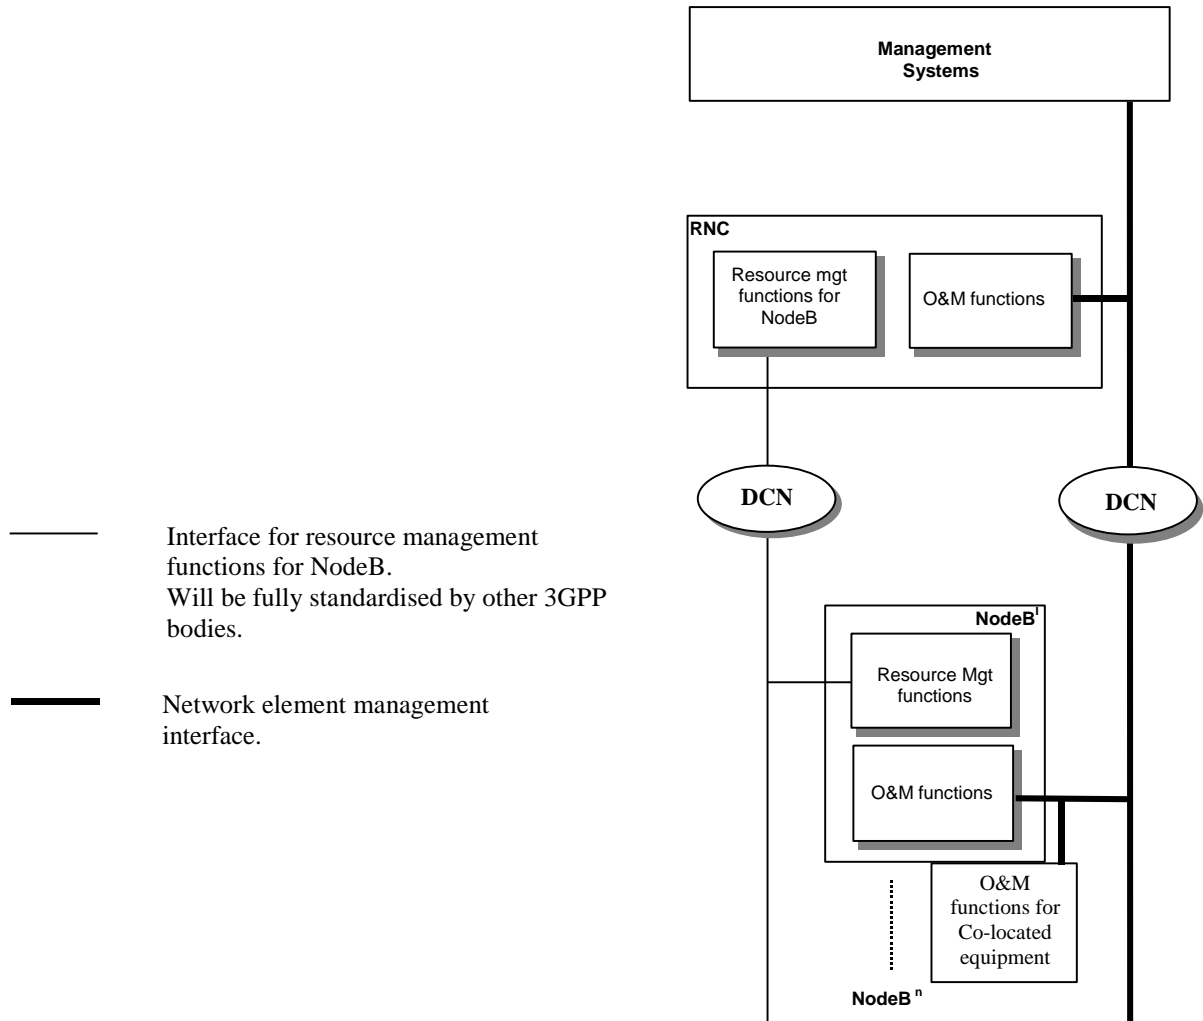 Management
Systems
RNC
Resource mgt
functions for
NodeB
O&M functions
DCN
DCN
Interface for resource management
functions for NodeB.
Will be fully standardised by other 3GPP
bodies.
Network element management
interface.
NodeB l
Resource Mgt
functions
O&M functions
O&M
functions for
Co-located
equipment
NodeB n